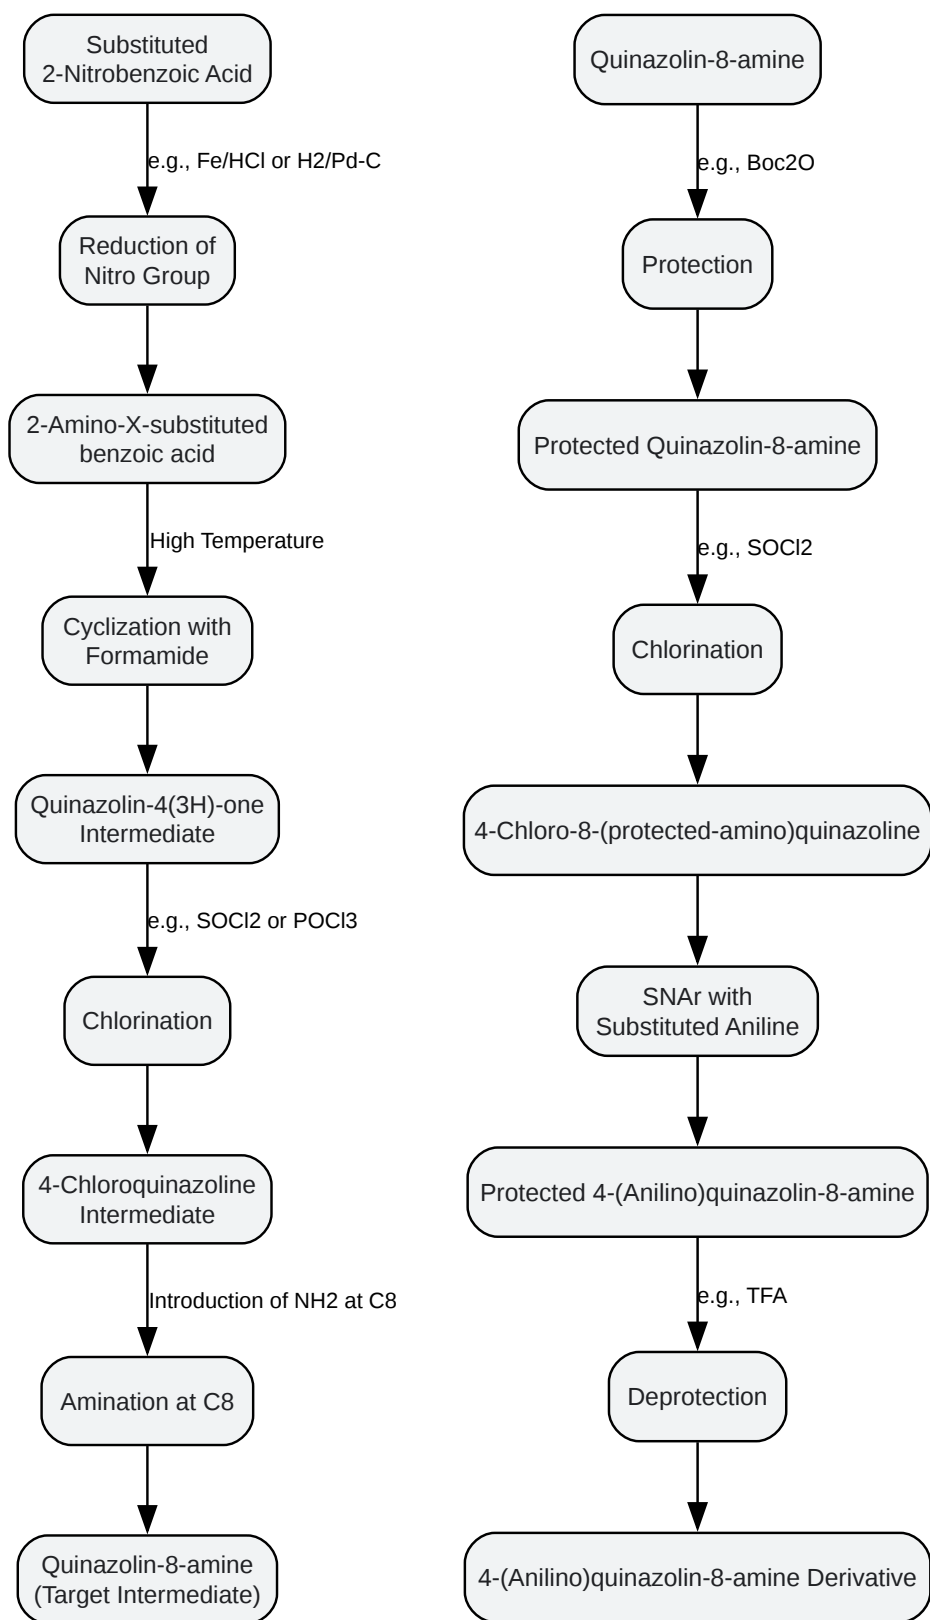 Substituted
2-Nitrobenzoic Acid
e.g., Fe/HCl or H2/Pd-C
Reduction of
Nitro Group
2-Amino-X-substituted
benzoic acid
High Temperature
Cyclization with
Formamide
Quinazolin-4(3H)-one
Intermediate
e.g., SOCl2 or POCl3
Chlorination
4-Chloroquinazoline
Intermediate
Introduction of NH2 at C8
Amination at C8
Quinazolin-8-amine
(Target Intermediate)
Quinazolin-8-amine
e.g., Boc2O
Protection
Protected Quinazolin-8-amine
e.g., SOCl2
Chlorination
4-Chloro-8-(protected-amino)quinazoline
SNAr with
Substituted Aniline
Protected 4-(Anilino)quinazolin-8-amine
e.g., TFA
Deprotection
4-(Anilino)quinazolin-8-amine Derivative